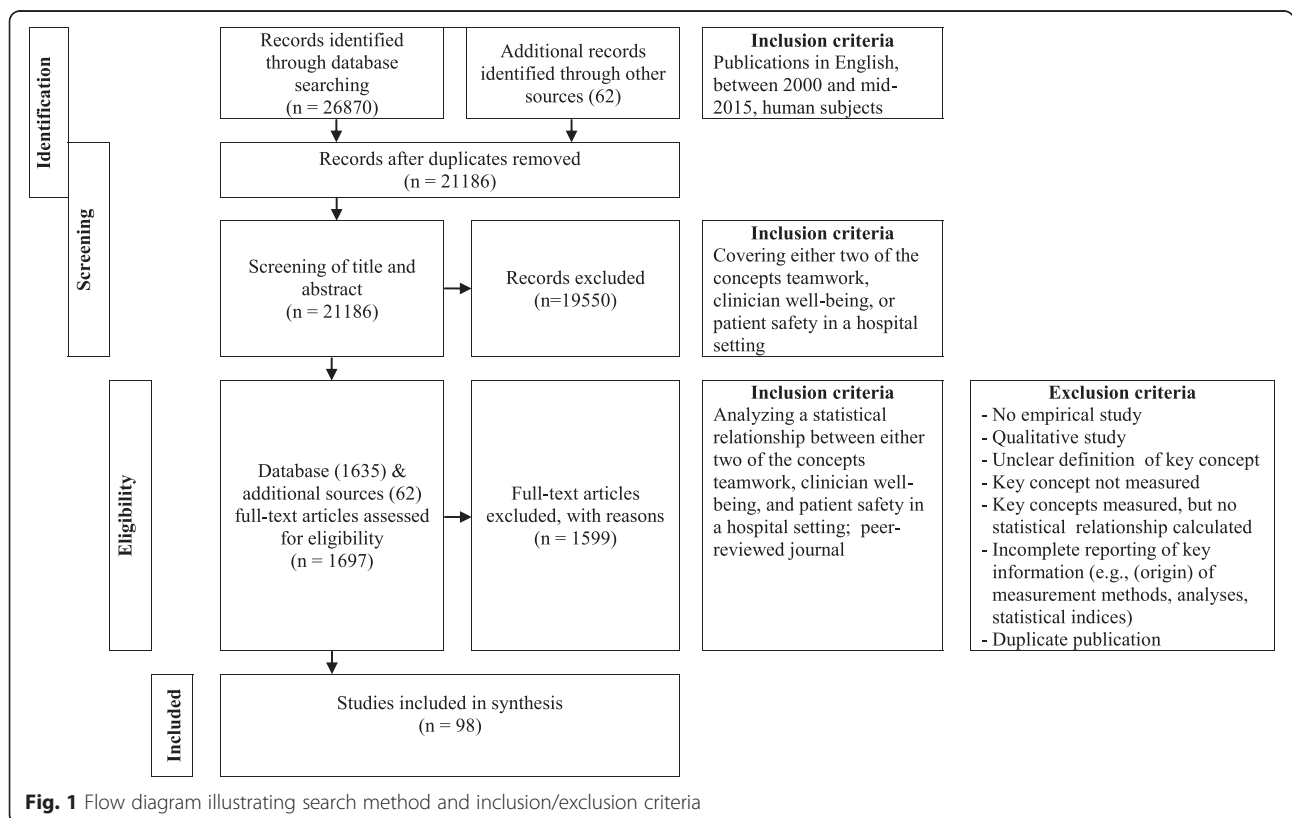 Identification
Records identified
through database
searching
(n = 26870)
Additional records
identified through other
sources (62)
Inclusion criteria
Publications in English,
between 2000 and mid-
2015, human subjects
Records after duplicates removed
(n = 21186)
Screening
Screening of title and
abstract
(n = 21186)
Records excluded
(n=19550)
Inclusion criteria
Covering either two of the
concepts teamwork,
clinician well-being, or
patient safety in a hospital
setting
Eligibility
Database (1635) &
additional sources (62)
full-text articles assessed
for eligibility
(n = 1697)
Full-text articles
excluded, with reasons
(n = 1599)
Inclusion criteria
Analyzing a statistical
relationship between either
two of the concepts
teamwork, clinician well-
being, and patient safety in
a hospital setting; peer-
reviewed journal
Exclusion criteria
- No empirical study
- Qualitative study
- Unclear definition of key concept
- Key concept not measured
- Key concepts measured, but no
statistical relationship calculated
- Incomplete reporting of key
information (e.g., (origin) of
measurement methods, analyses,
statistical indices)
- Duplicate publication
Included
Studies included in synthesis
(n = 98)
Fig. 1 Flow diagram illustrating search method and inclusion/exclusion criteria